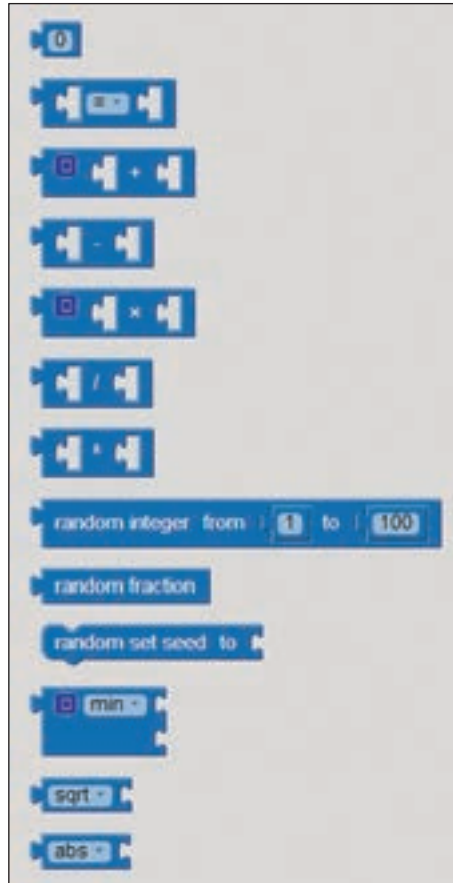 0
=
+
-
×
/
^
random integer from 1 to 100
random fraction
random set seed to
min
sqrt
abs